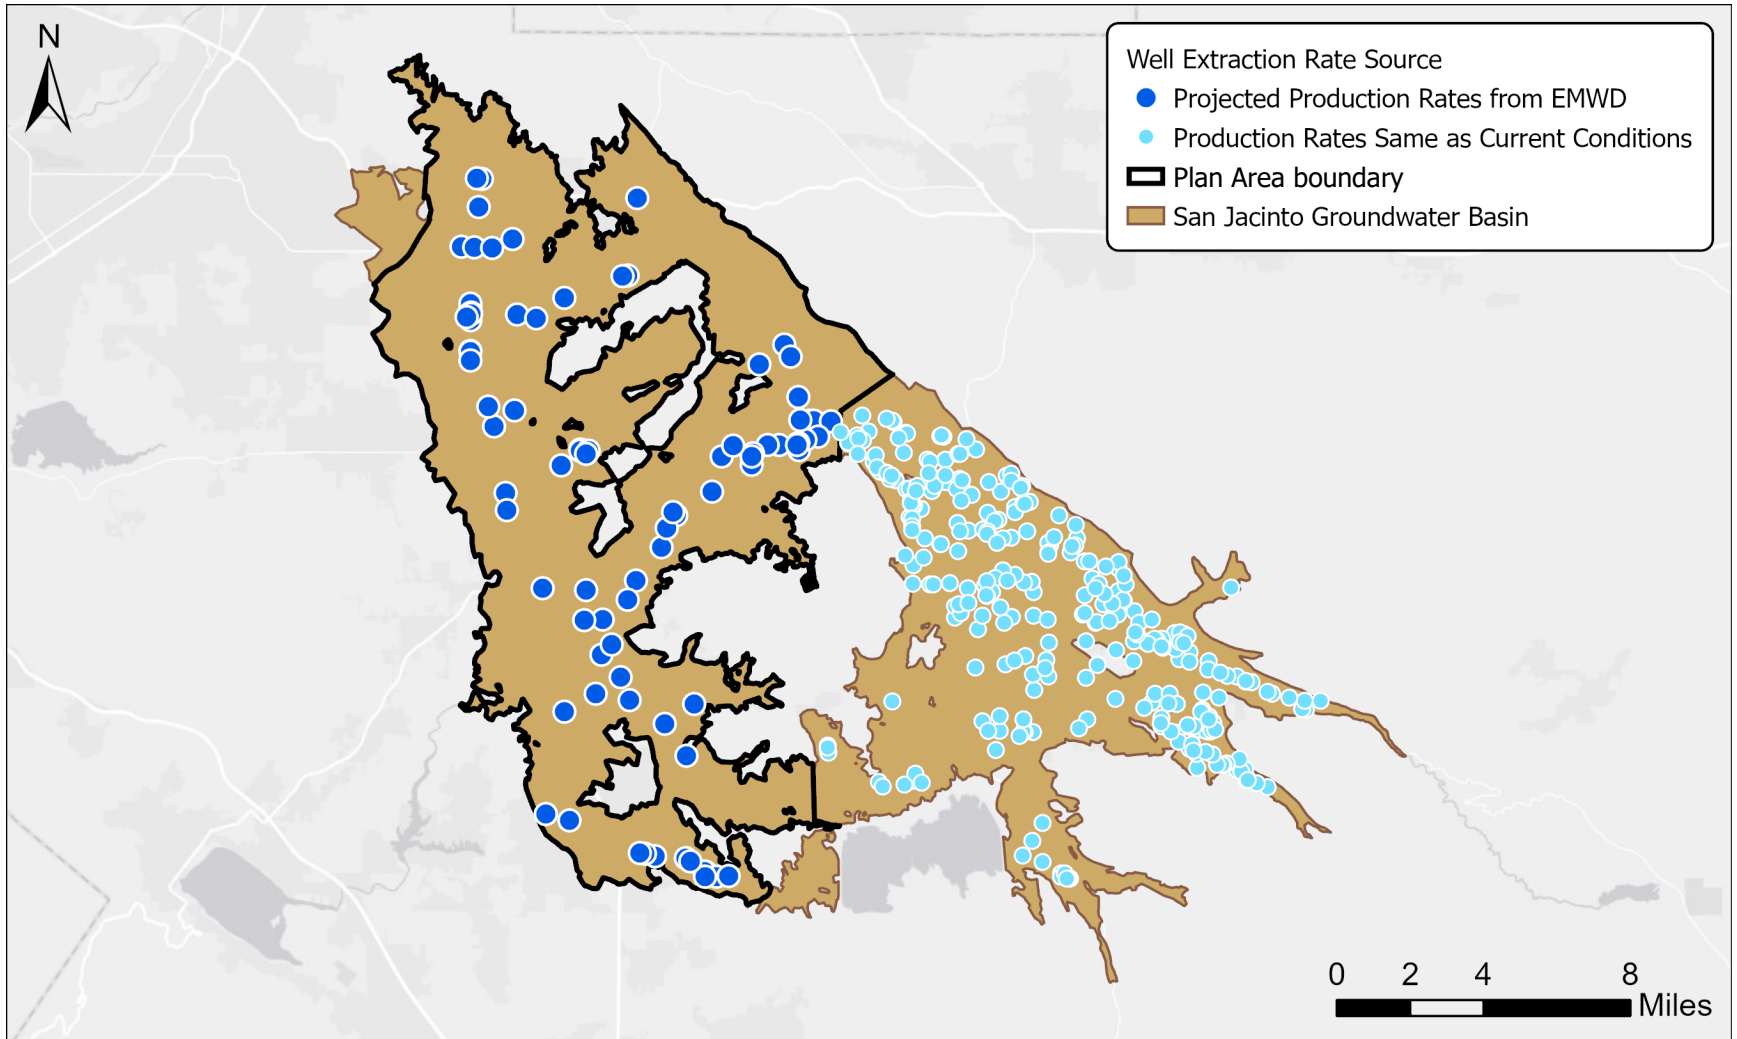 N
Well Extraction Rate Source
Projected Production Rates from EMWD
Production Rates Same as Current Conditions
Plan Area boundary
San Jacinto Groundwater Basin
0 2 4 8
Miles